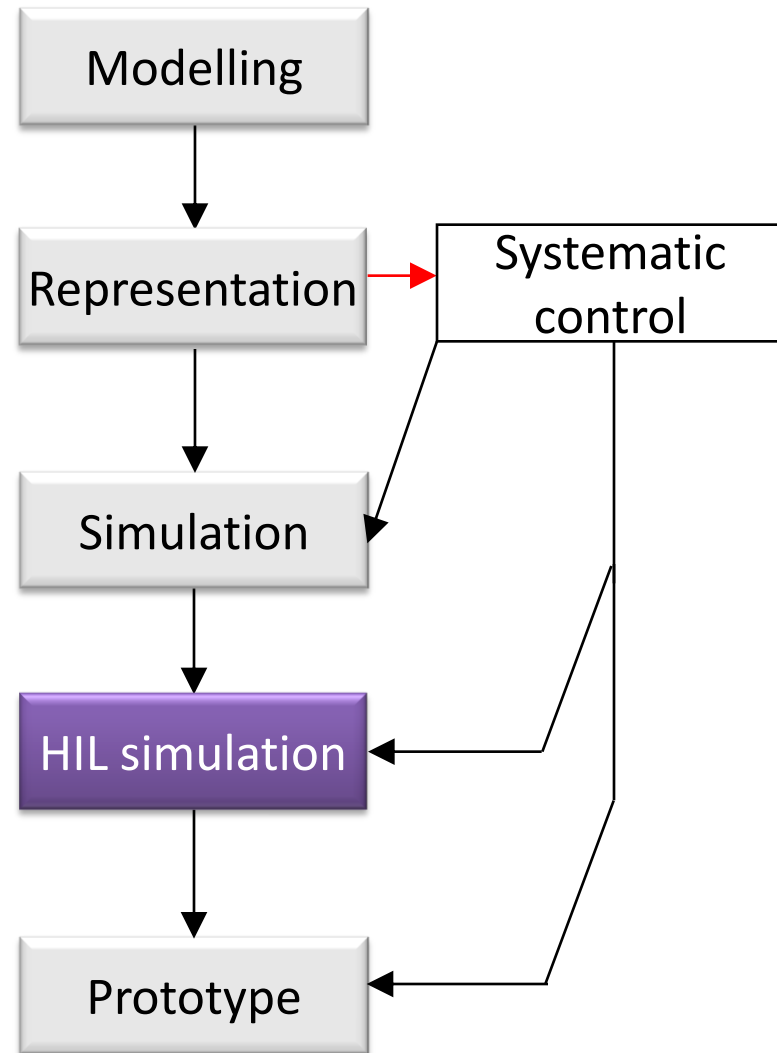 Modelling
Representation
Systematic
control
Simulation
HIL simulation
Prototype